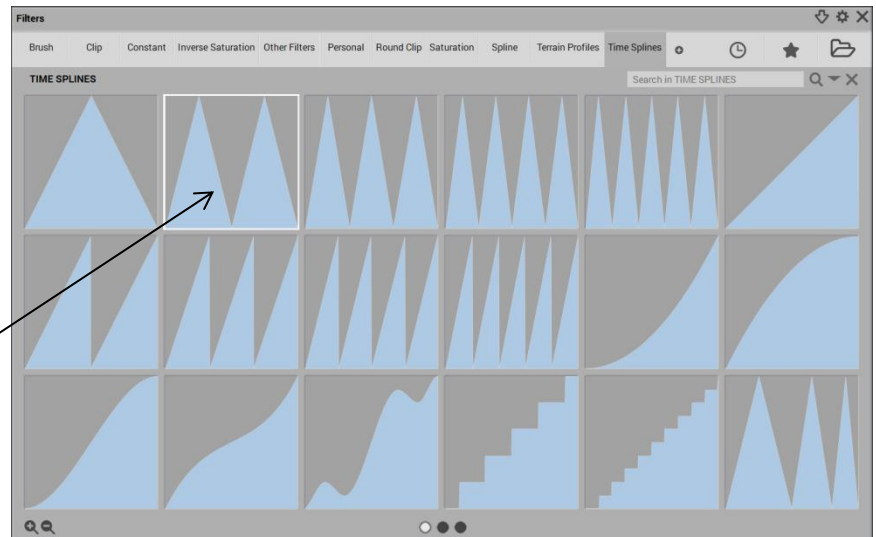 Filters
Brush Clip Constant Inverse Saturation Other Filters Personal Round Clip Saturation Spline Terrain Profiles Time Splines
TIME SPLINES Search in TIME SPLINES